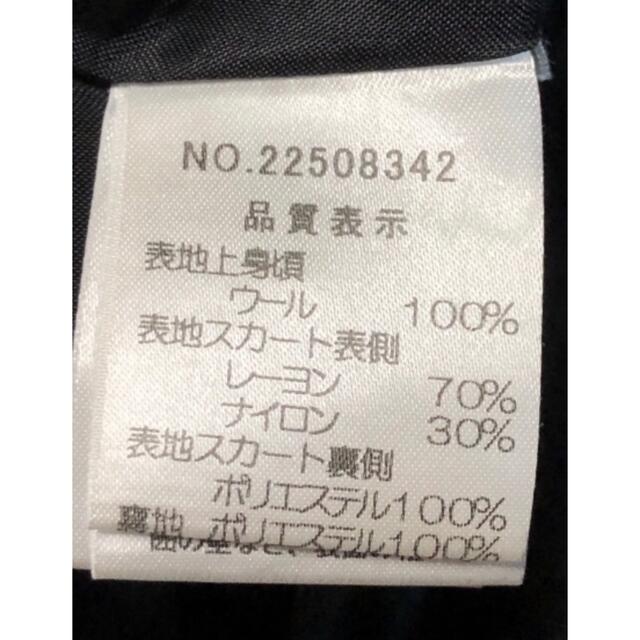 NO.22508342
品質表示
表地上身頃
ウール 100%
表地スカート表側
レーヨン 70%
ナイロン 30%
表地スカート裏側
ポリエステル100%
裏地 ポリエステル100%